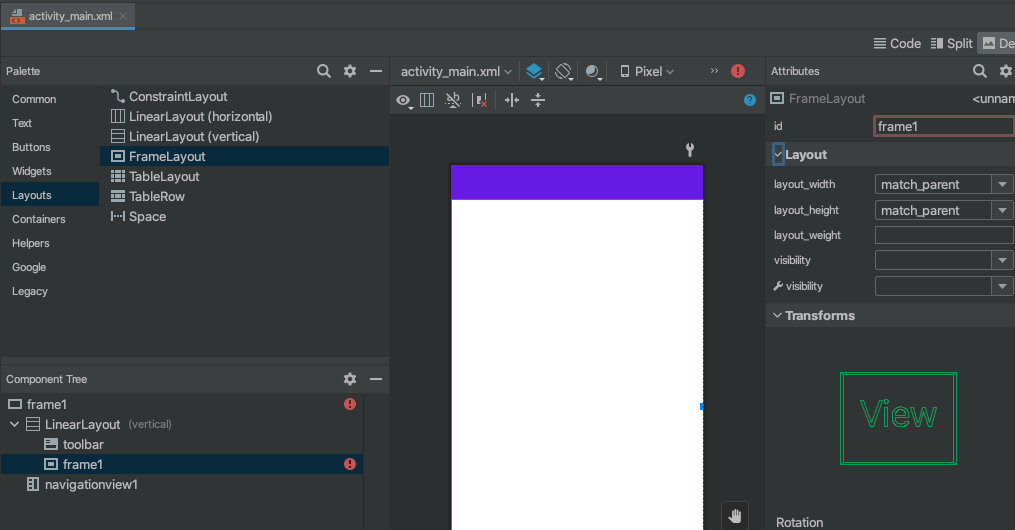 activity_main.xml
Code Split De
Palette
Common
Text
Buttons
Widgets
Layouts
Containers
Helpers
Google
Legacy
ConstraintLayout
LinearLayout (horizontal)
LinearLayout (vertical)
FrameLayout
TableLayout
TableRow
Space
Component Tree
frame1
LinearLayout (vertical)
toolbar
frame1
navigationview1
activity_main.xml Pixel
Attributes
FrameLayout <unnam
id frame1
Layout
layout_width match_parent
layout_height match_parent
layout_weight
visibility
visibility
Transforms
View
Rotation